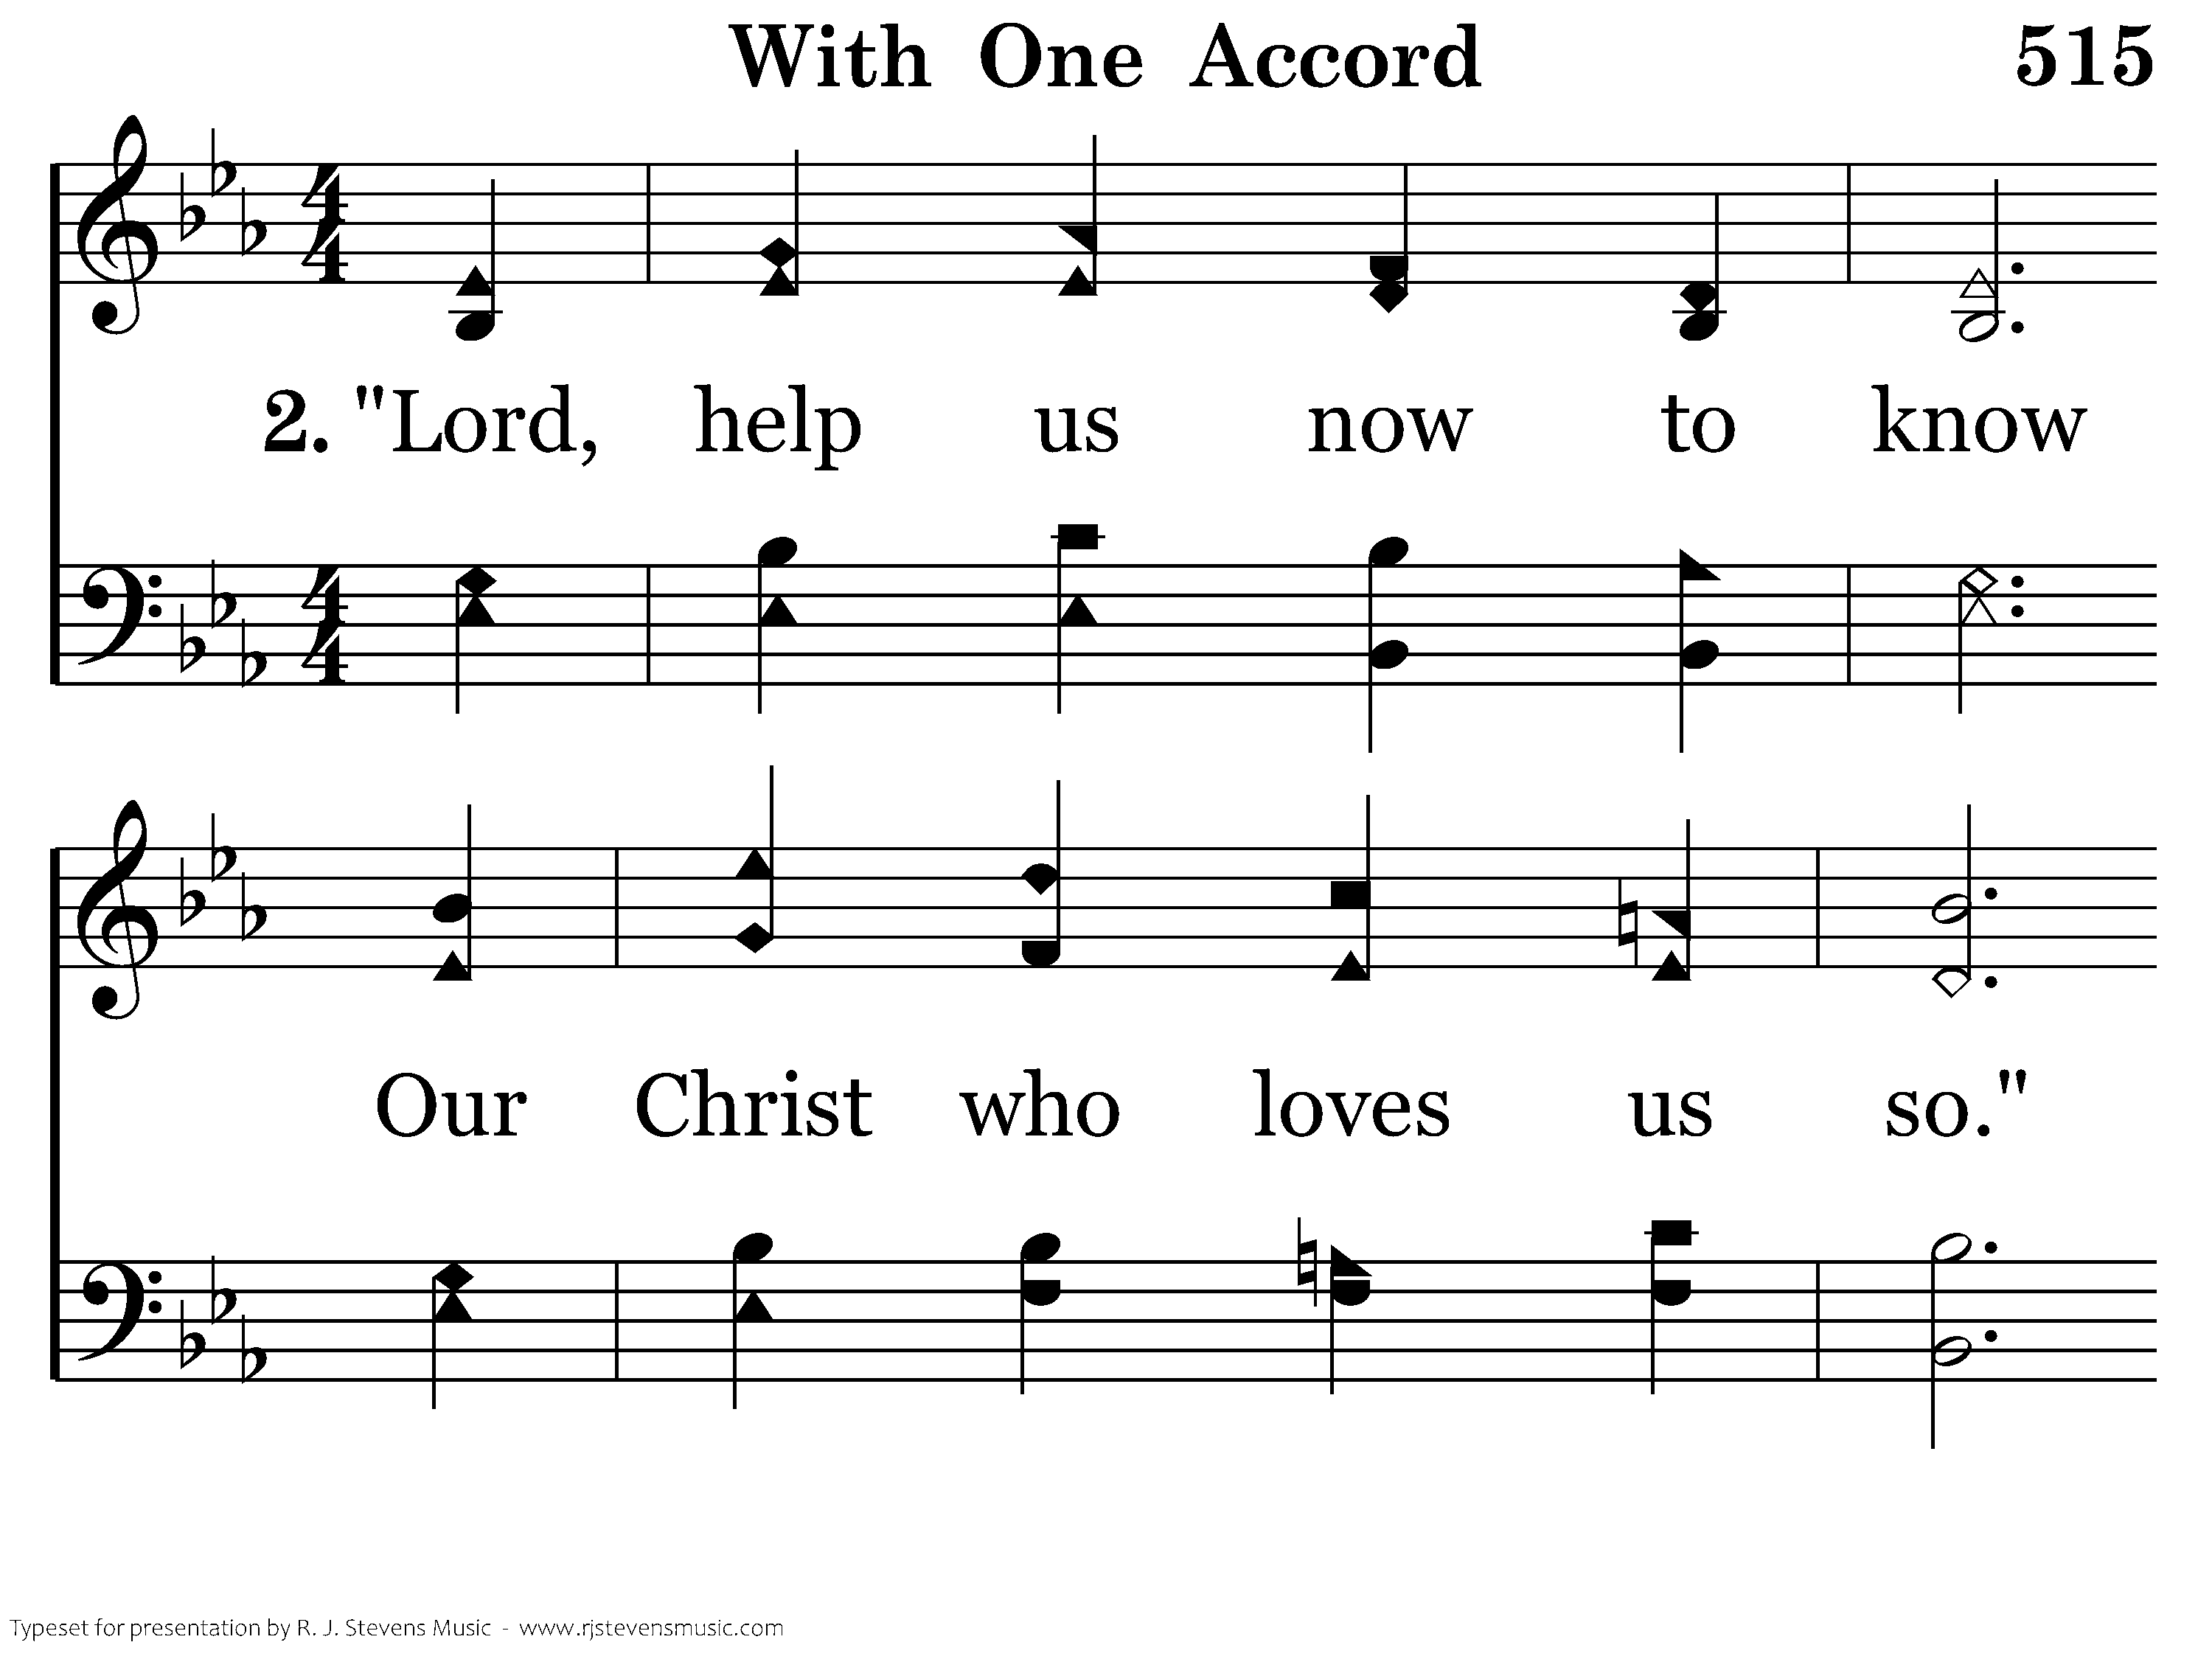 With One Accord 515
2. "Lord, help us now to know
Our Christ who loves us so."
Typeset for presentation by R. J. Stevens Music - www.rjstevensmusic.com